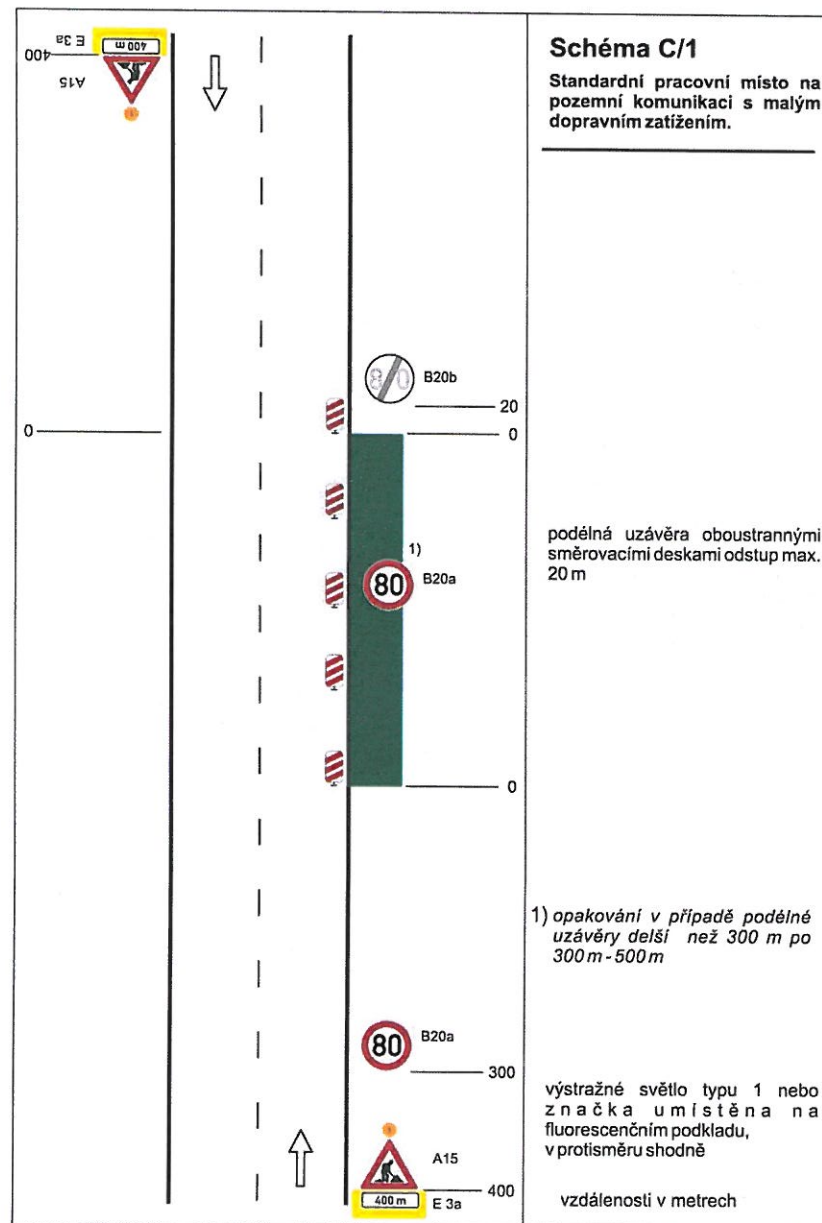 400
E 3a
400 m
A15
B20b
20
0
0
1)
80
B20a
0
80
B20a
300
A15
400
400 m
E 3a
Schéma C/1
Standardní pracovní místo na
pozemní komunikaci s malým
dopravním zatížením.
podélná uzávěra oboustrannými
směrovacími deskami odstup max.
20 m
1) opakování v případě podélné
uzávěry delší než 300 m po
300 m - 500 m
výstražné světlo typu 1 nebo
značka umístěna na
fluorescenčním podkladu,
v protisměru shodně
vzdálenosti v metrech